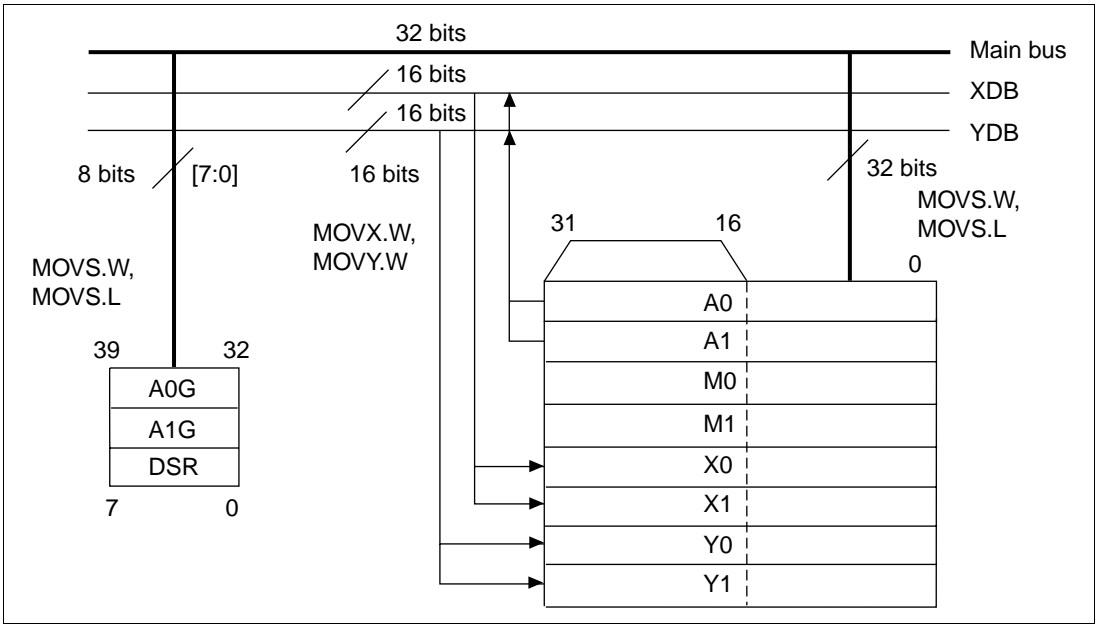 32 bits
Main bus
16 bits
XDB
16 bits
YDB
8 bits
[7:0]
16 bits
32 bits
MOVS.W,
MOVS.L
MOVX.W,
MOVY.W
31
16
0
MOVS.W,
MOVS.L
39
32
A0G
A1G
DSR
7
0
A0
A1
M0
M1
X0
X1
Y0
Y1